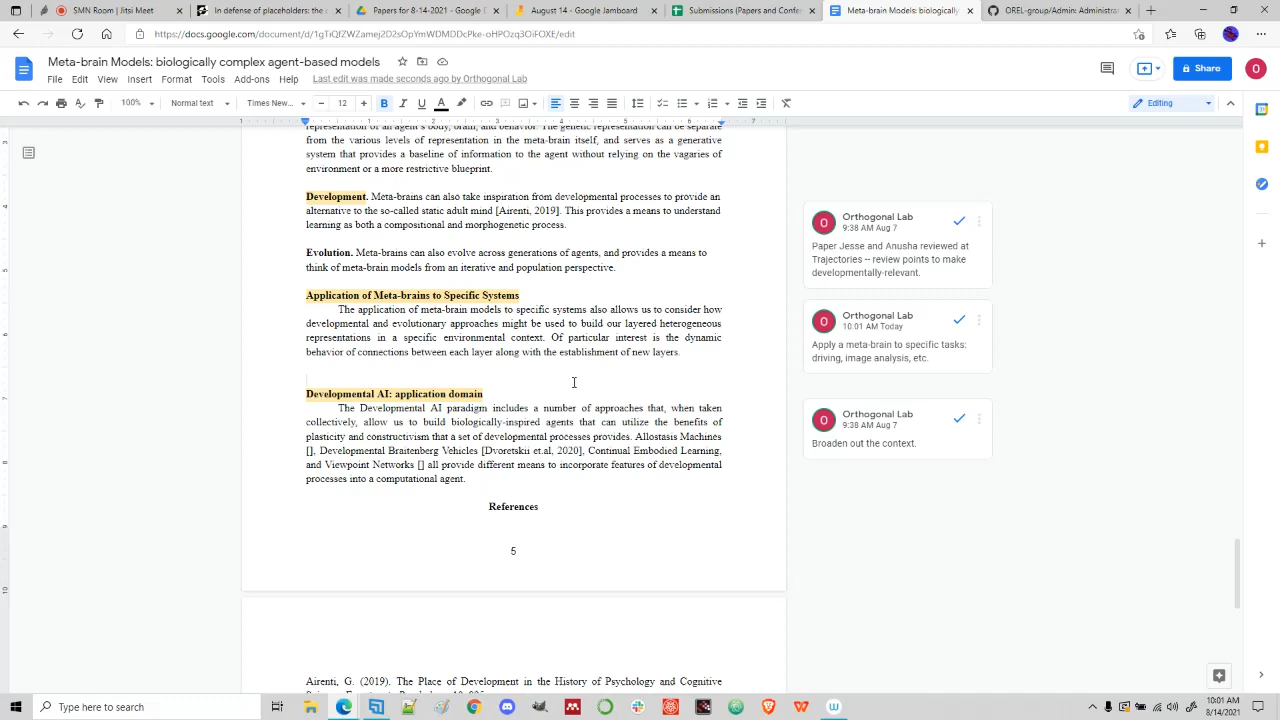 SMN Room | Jitsi Meet
In defense of placeholders: the c
Papers for 8-14-2021 - Google D
August 14 - Google Jamboard
Submissions (Papers and Confere
Meta-brain Models: biologically c
OREL-group/Admin: Administrat
https://docs.google.com/document/d/1gTiQfZWZamej2D2sOpYmWDMDDcPke-oHPOzq3OiFOXE/edit
Meta-brain Models: biologically complex agent-based models
File Edit View Insert Format Tools Add-ons Help Last edit was made seconds ago by Orthogonal Lab
Share
O
100% Normal text Times New... 12 B I U A Editing
representation of an agent's body, brain, and behavior. The genetic representation can be separate
from the various levels of representation in the meta-brain itself, and serves as a generative
system that provides a baseline of information to the agent without relying on the vagaries of
environment or a more restrictive blueprint.
Development. Meta-brains can also take inspiration from developmental processes to provide an
alternative to the so-called static adult mind [Airenti, 2019]. This provides a means to understand
learning as both a compositional and morphogenetic process.
Evolution. Meta-brains can also evolve across generations of agents, and provides a means to
think of meta-brain models from an iterative and population perspective.
Application of Meta-brains to Specific Systems
The application of meta-brain models to specific systems also allows us to consider how
developmental and evolutionary approaches might be used to build our layered heterogeneous
representations in a specific environmental context. Of particular interest is the dynamic
behavior of connections between each layer along with the establishment of new layers.
Developmental AI: application domain
The Developmental AI paradigm includes a number of approaches that, when taken
collectively, allow us to build biologically-inspired agents that can utilize the benefits of
plasticity and constructivism that a set of developmental processes provides. Allostasis Machines
[], Developmental Braitenberg Vehicles [Dvoretskii et.al, 2020], Continual Embodied Learning,
and Viewpoint Networks [] all provide different means to incorporate features of developmental
processes into a computational agent.
References
5
Airenti, G. (2019). The Place of Development in the History of Psychology and Cognitive
O
Orthogonal Lab
9:38 AM Aug 7
Paper Jesse and Anusha reviewed at
Trajectories -- review points to make
developmentally-relevant.
O
Orthogonal Lab
10:01 AM Today
Apply a meta-brain to specific tasks:
driving, image analysis, etc.
O
Orthogonal Lab
9:38 AM Aug 7
Broaden out the context.
Type here to search
10:01 AM
8/14/2021